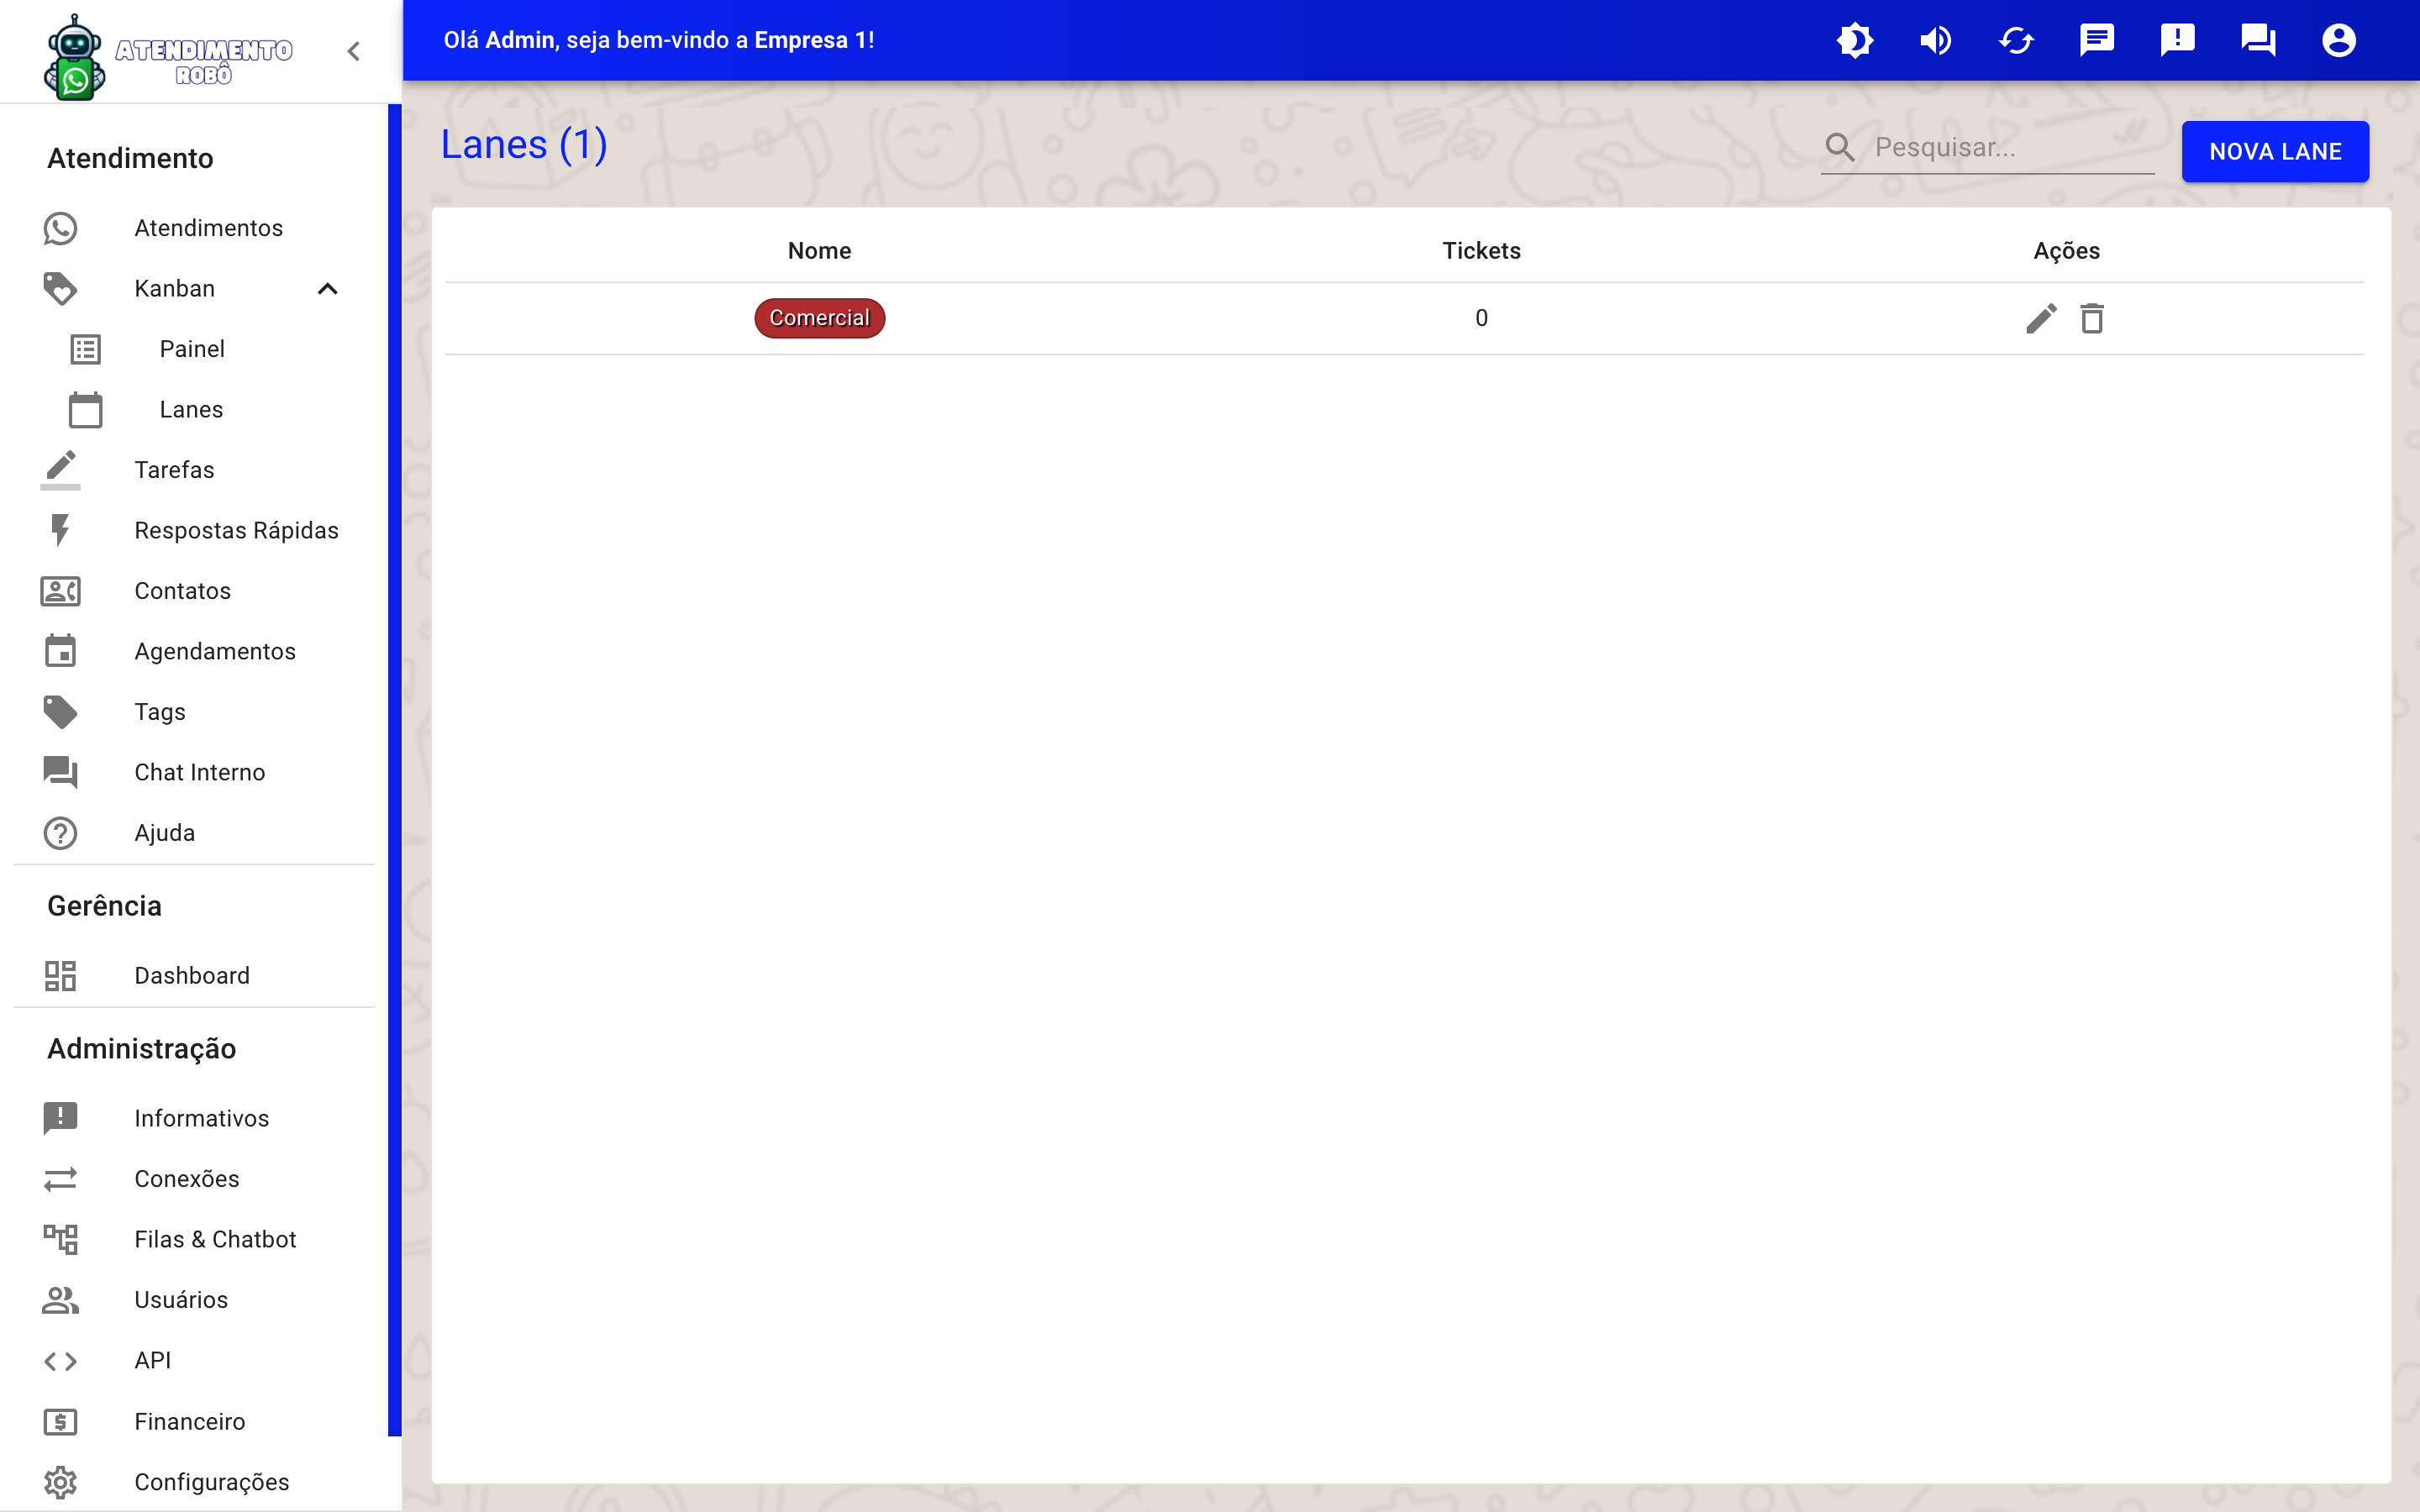 ATENDIMENTO
ROBÔ
Olá Admin, seja bem-vindo a Empresa 1!
Atendimento
Atendimentos
Kanban
Painel
Lanes
Tarefas
Respostas Rápidas
Contatos
Agendamentos
Tags
Chat Interno
Ajuda
Gerência
Dashboard
Administração
Informativos
Conexões
Filas & Chatbot
Usuários
API
Financeiro
Configurações
Lanes (1)
Pesquisar...
NOVA LANE
Nome Tickets Ações
Comercial 0